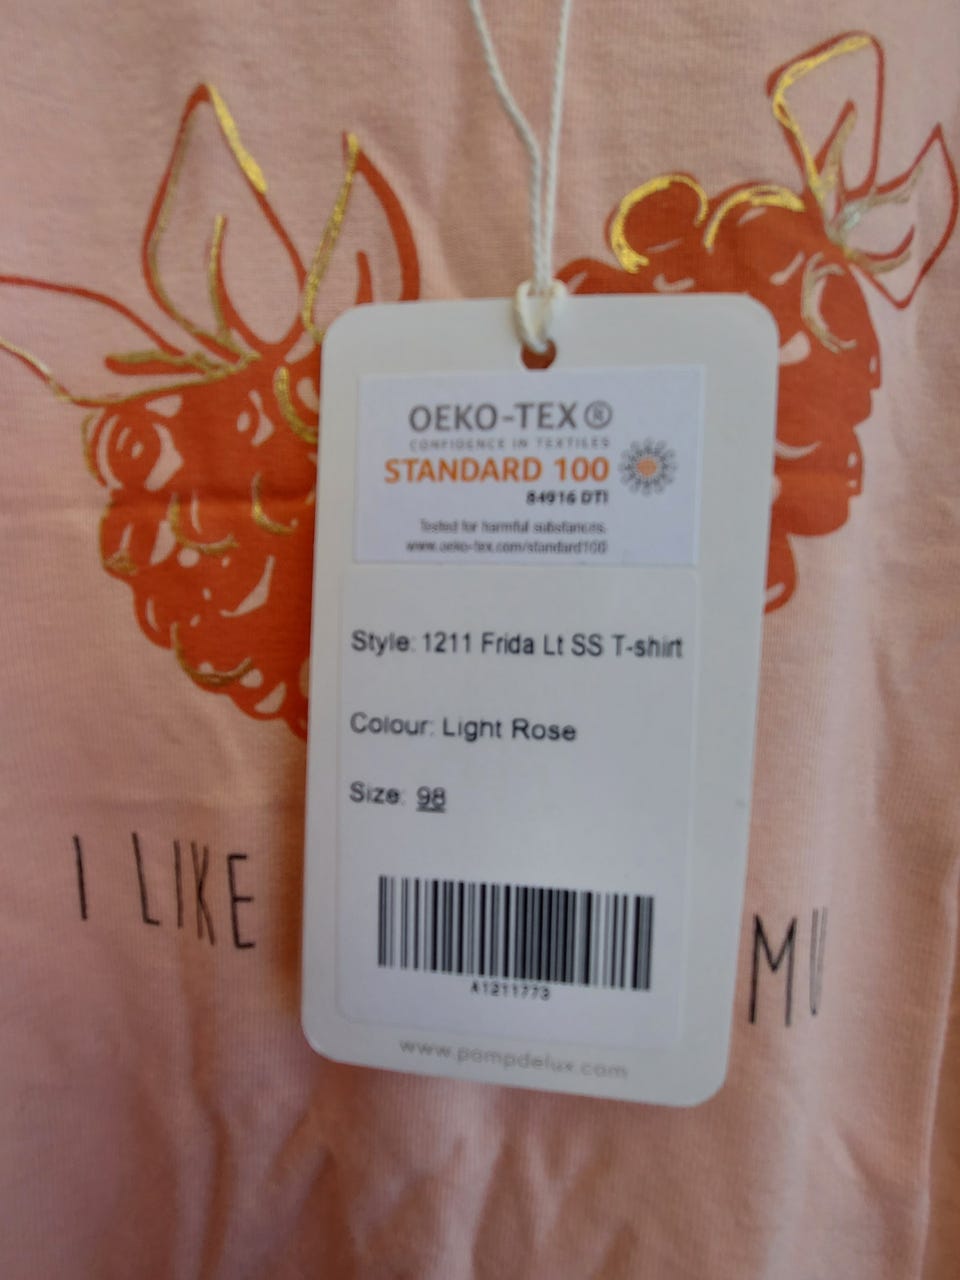 OEKO-TEX®
CONFIDENCE IN TEXTILES
STANDARD 100
84916 DTI
Tested for harmful substances.
www.oeko-tex.com/standard100
Style: 1211 Frida Lt SS T-shirt
Colour: Light Rose
Size: 98
A1211773
www.pompdelux.com
I LIKE
MU